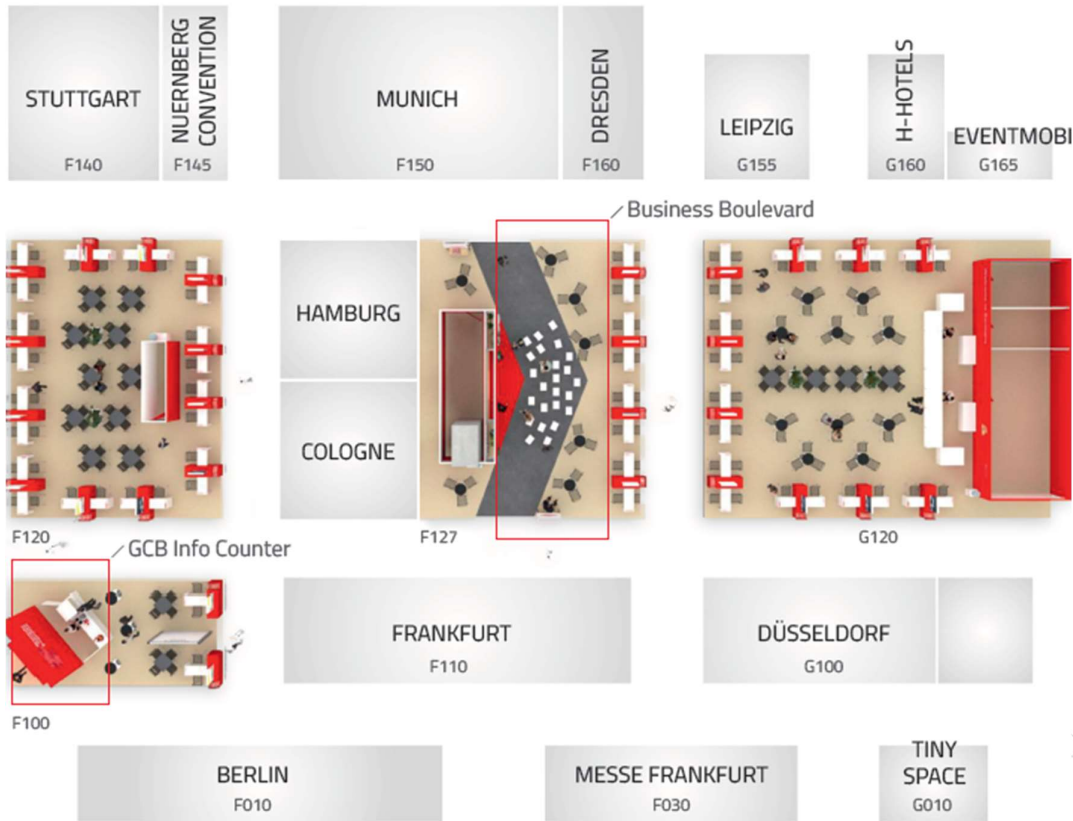 STUTTGART
F140
NUERNBERG
CONVENTION
F145
MUNICH
F150
DRESDEN
F160
LEIPZIG
G155
H-HOTELS
G160
EVENTMOBI
G165
Business Boulevard
HAMBURG
COLOGNE
F120
F127
G120
GCB Info Counter
F100
FRANKFURT
F110
DÜSSELDORF
G100
BERLIN
F010
MESSE FRANKFURT
F030
TINY
SPACE
G010